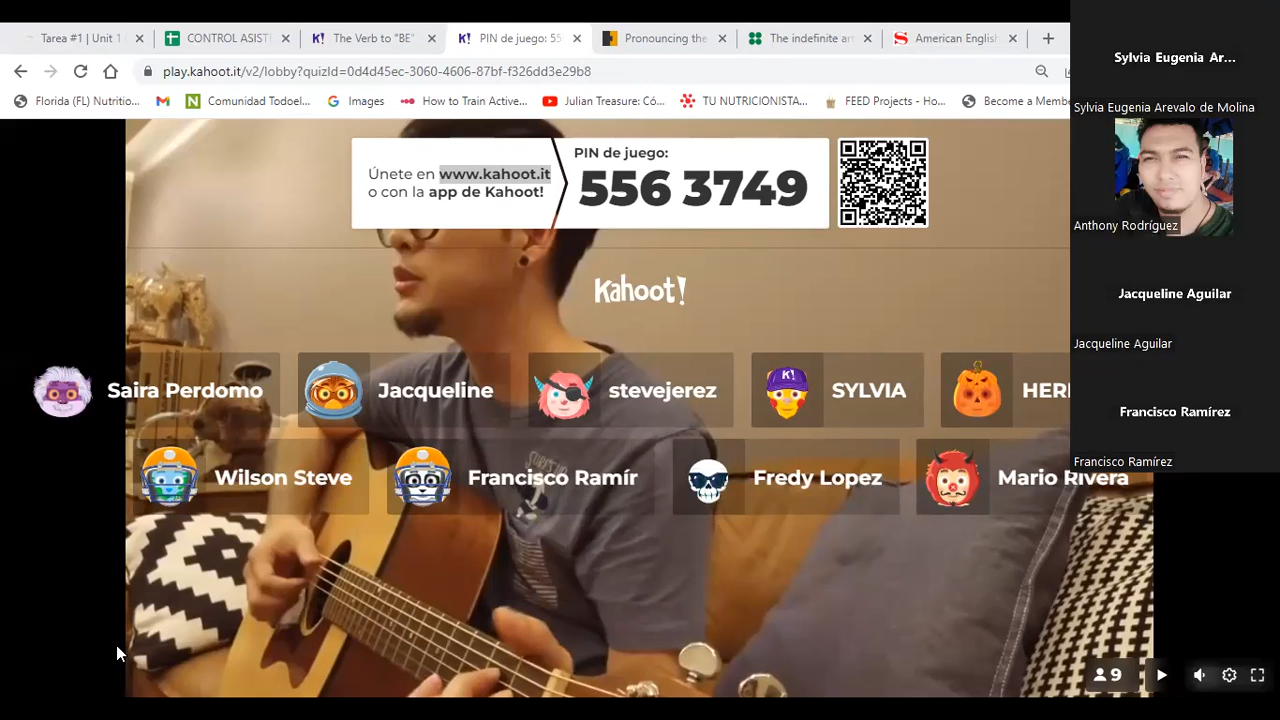 Tarea #1 | Unit 1
CONTROL ASIST
K! The Verb to "BE"
K! PIN de juego: 55
Pronouncing the
The indefinite ar
S American English
play.kahoot.it/v2/lobby?quizId=0d4d45ec-3060-4606-87bf-f326dd3e29b8
Florida (FL) Nutritio...
Comunidad Todoel...
Images
How to Train Active...
Julian Treasure: Có...
TU NUTRICIONISTA...
FEED Projects - Ho...
Become a Membe
Únete en www.kahoot.it
o con la app de Kahoot!
PIN de juego:
556 3749
Kahoot!
Saira Perdomo
Jacqueline
stevejerez
K!
SYLVIA
HER
Wilson Steve
Francisco Ramír
Fredy Lopez
Mario Rivera
9
Sylvia Eugenia Ar...
Sylvia Eugenia Arevalo de Molina
Anthony Rodríguez
Jacqueline Aguilar
Jacqueline Aguilar
Francisco Ramírez
Francisco Ramírez